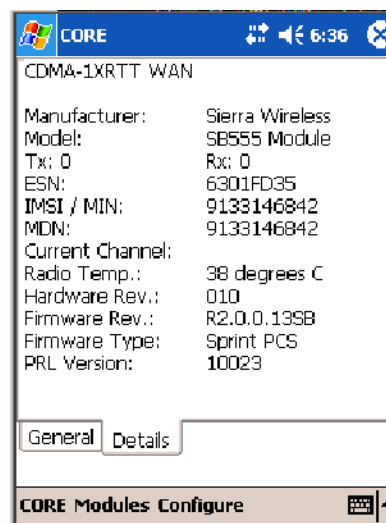 CORE 6:36
CDMA-1XRTT WAN
Manufacturer: Sierra Wireless
Model: SB555 Module
Tx: 0 Rx: 0
ESN: 6301FD35
IMSI / MIN: 9133146842
MDN: 9133146842
Current Channel:
Radio Temp.: 38 degrees C
Hardware Rev.: 010
Firmware Rev.: R2.0.0.13SB
Firmware Type: Sprint PCS
PRL Version: 10023
General Details
CORE Modules Configure